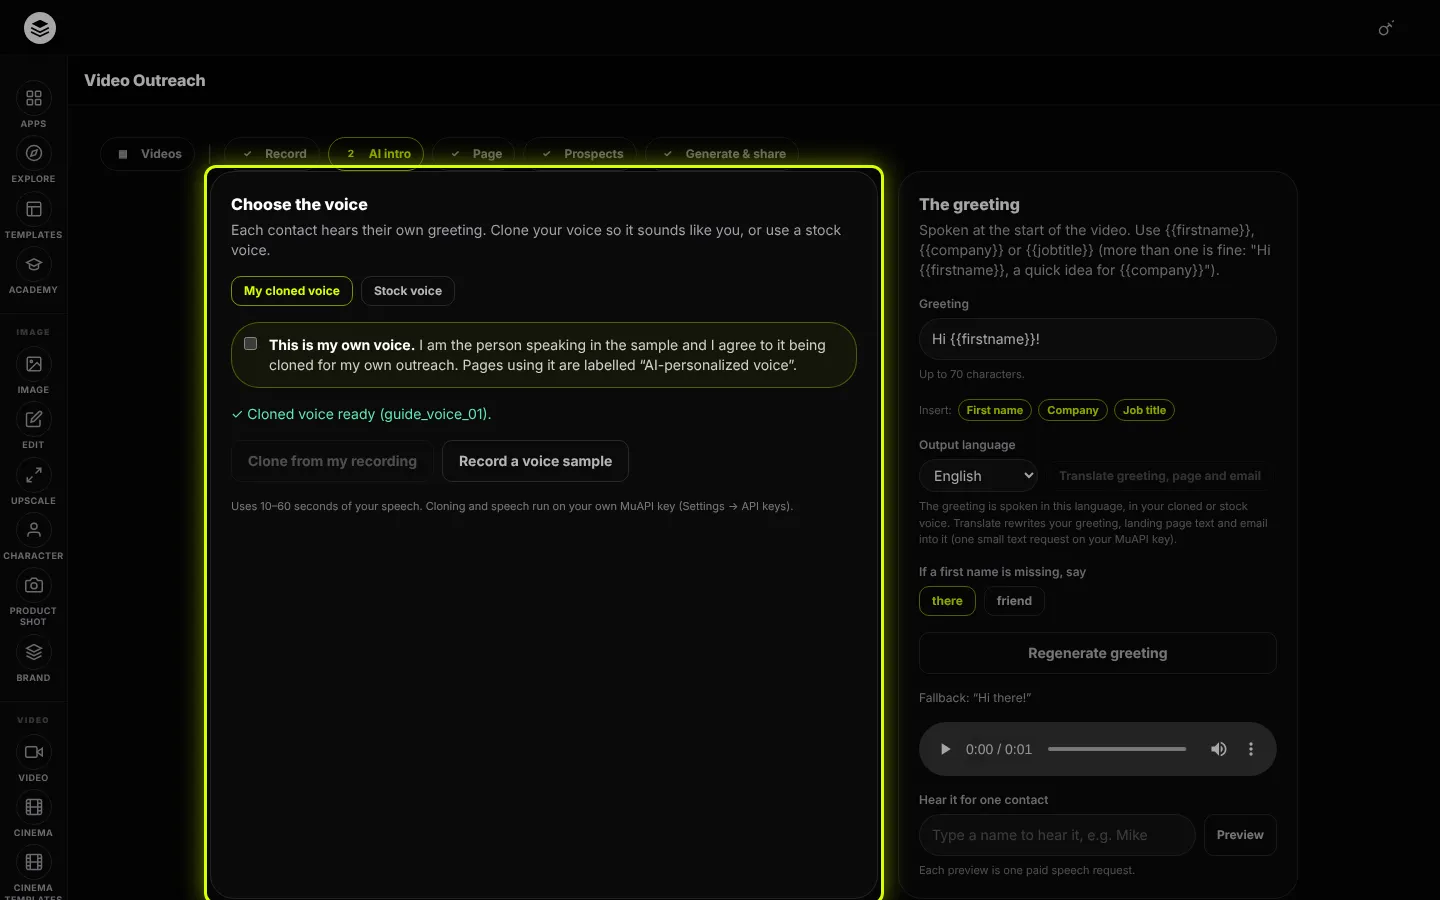 Video Outreach
APPS
EXPLORE
TEMPLATES
ACADEMY
IMAGE
IMAGE
EDIT
UPSCALE
CHARACTER
PRODUCT
SHOT
BRAND
VIDEO
VIDEO
CINEMA
CINEMA
TEMPLATES
Videos
Record
2 AI intro
Page
Prospects
Generate & share
Choose the voice
Each contact hears their own greeting. Clone your voice so it sounds like you, or use a stock
voice.
My cloned voice
Stock voice
This is my own voice. I am the person speaking in the sample and I agree to it being
cloned for my own outreach. Pages using it are labelled “AI-personalized voice”.
✓ Cloned voice ready (guide_voice_01).
Clone from my recording
Record a voice sample
Uses 10–60 seconds of your speech. Cloning and speech run on your own MuAPI key (Settings → API keys).
The greeting
Spoken at the start of the video. Use {{firstname}},
{{company}} or {{jobtitle}} (more than one is fine: "Hi
{{firstname}}, a quick idea for {{company}}").
Greeting
Hi {{firstname}}!
Up to 70 characters.
Insert: First name Company Job title
Output language
English
Translate greeting, page and email
The greeting is spoken in this language, in your cloned or stock
voice. Translate rewrites your greeting, landing page text and email
into it (one small text request on your MuAPI key).
If a first name is missing, say
there
friend
Regenerate greeting
Fallback: “Hi there!”
0:00 / 0:01
Hear it for one contact
Type a name to hear it, e.g. Mike
Preview
Each preview is one paid speech request.